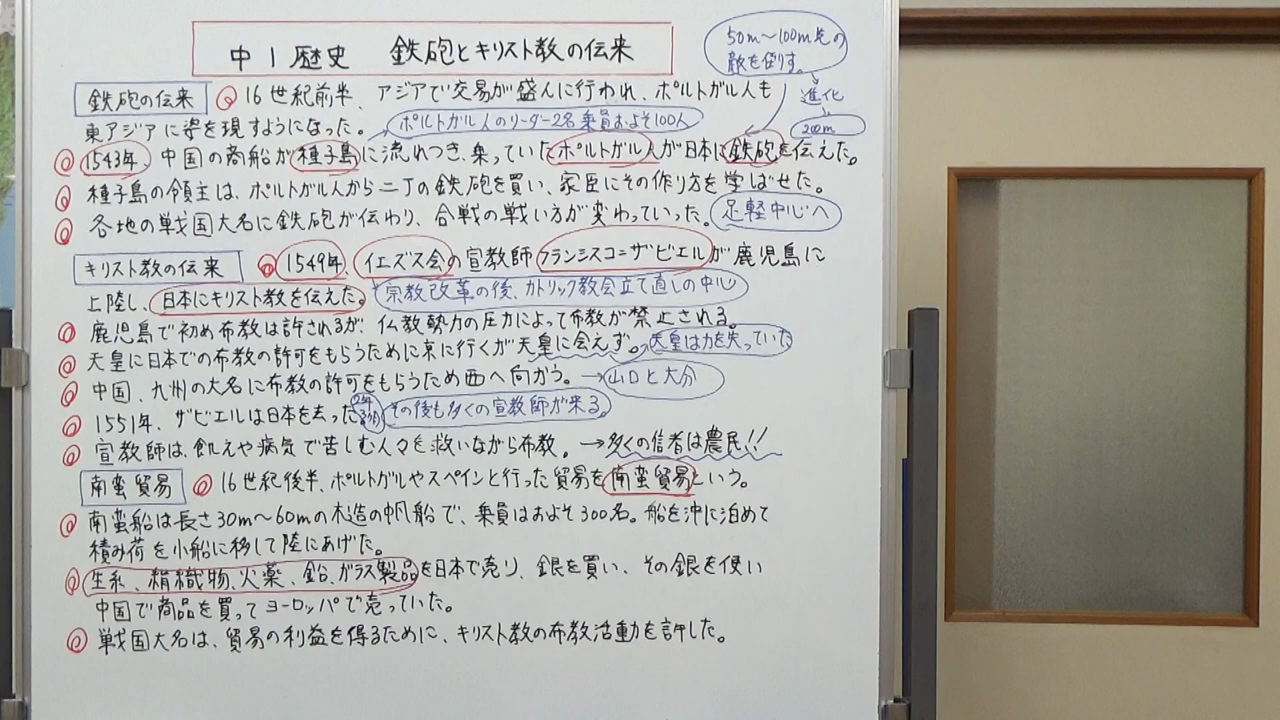 中1歴史 鉄砲とキリスト教の伝来
50m〜100m先の
敵を倒す。
進化
200m
鉄砲の伝来 16世紀前半、アジアで交易が盛んに行われ、ポルトガル人も
東アジアに姿を現すようになった。
ポルトガル人のリーダー2名 乗員およそ100人
1543年、中国の商船が種子島に流れつき、乗っていたポルトガル人が日本に鉄砲を伝えた。
種子島の領主は、ポルトガル人から二丁の鉄砲を買い、家臣にその作り方を学ばせた。
各地の戦国大名に鉄砲が伝わり、合戦の戦い方が変わっていった。 足軽中心へ
キリスト教の伝来 1549年、イエズス会の宣教師フランシスコ=ザビエルが鹿児島に
上陸し、日本にキリスト教を伝えた。 宗教改革の後、カトリック教会立て直しの中心
鹿児島で初め布教は許されるが、仏教勢力の圧力によって布教が禁止される。
天皇に日本での布教の許可をもらうために京に行くが天皇に会えず。→天皇は力を失っていた
中国、九州の大名に布教の許可をもらうため西へ向かう。→山口と大分
1551年、ザビエルは日本を去った。 その後も多くの宣教師が来る。
宣教師は、飢えや病気で苦しむ人々を救いながら布教。→多くの信者は農民!!
南蛮貿易 16世紀後半、ポルトガルやスペインと行った貿易を南蛮貿易という。
南蛮船は長さ30m〜60mの木造の帆船で、乗員はおよそ300名。船を沖に泊めて
積み荷を小船に移して陸にあげた。
生糸、絹織物、火薬、鉛、ガラス製品を日本で売り、銀を買い、その銀を使い
中国で商品を買ってヨーロッパで売っていた。
戦国大名は、貿易の利益を得るために、キリスト教の布教活動を許した。